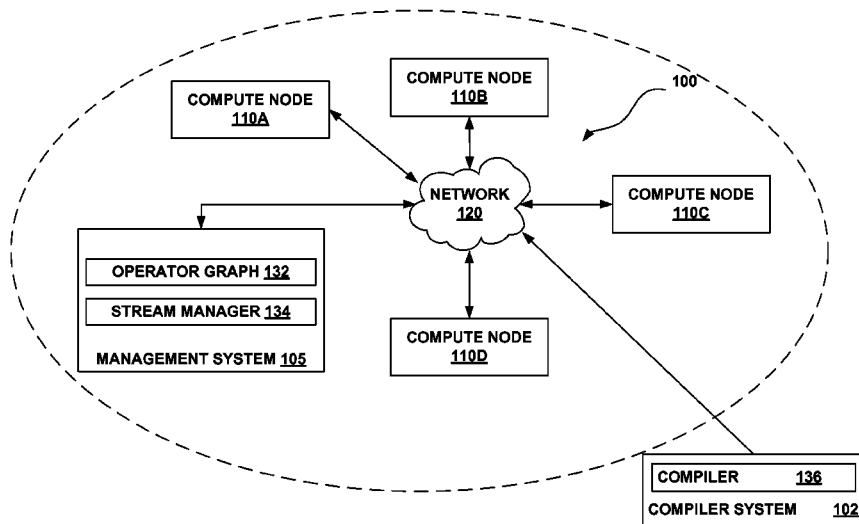 COMPUTE NODE
110B
100
COMPUTE NODE
110A
NETWORK
120
COMPUTE NODE
110C
OPERATOR GRAPH 132
STREAM MANAGER 134
MANAGEMENT SYSTEM 105
COMPUTE NODE
110D
COMPILER 136
COMPILER SYSTEM 102